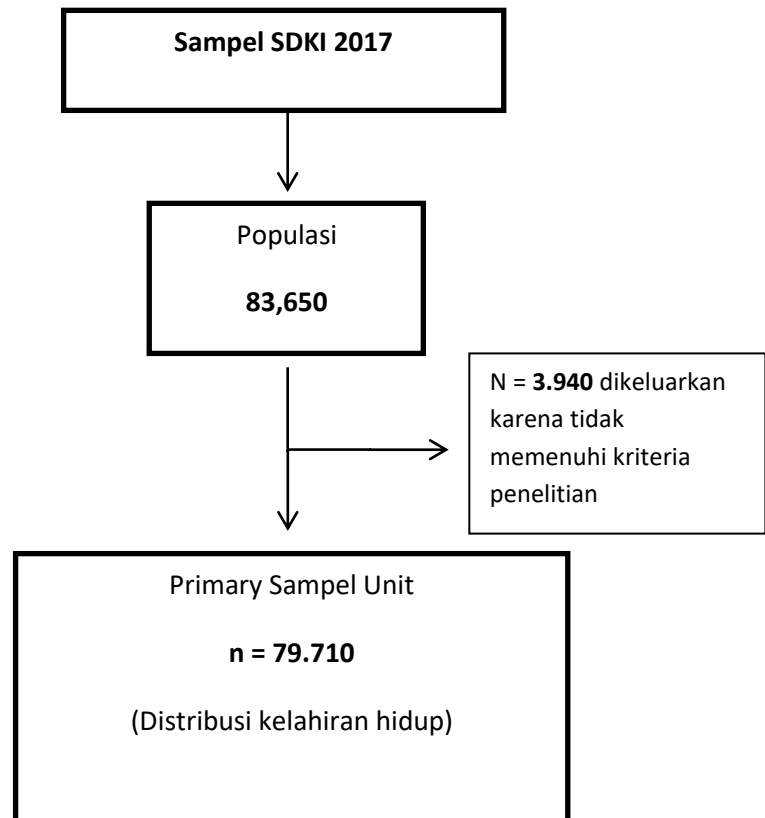 Sampel SDKI 2017
Populasi
83,650
N = 3.940 dikeluarkan
karena tidak
memenuhi kriteria
penelitian
Primary Sampel Unit
n = 79.710
(Distribusi kelahiran hidup)